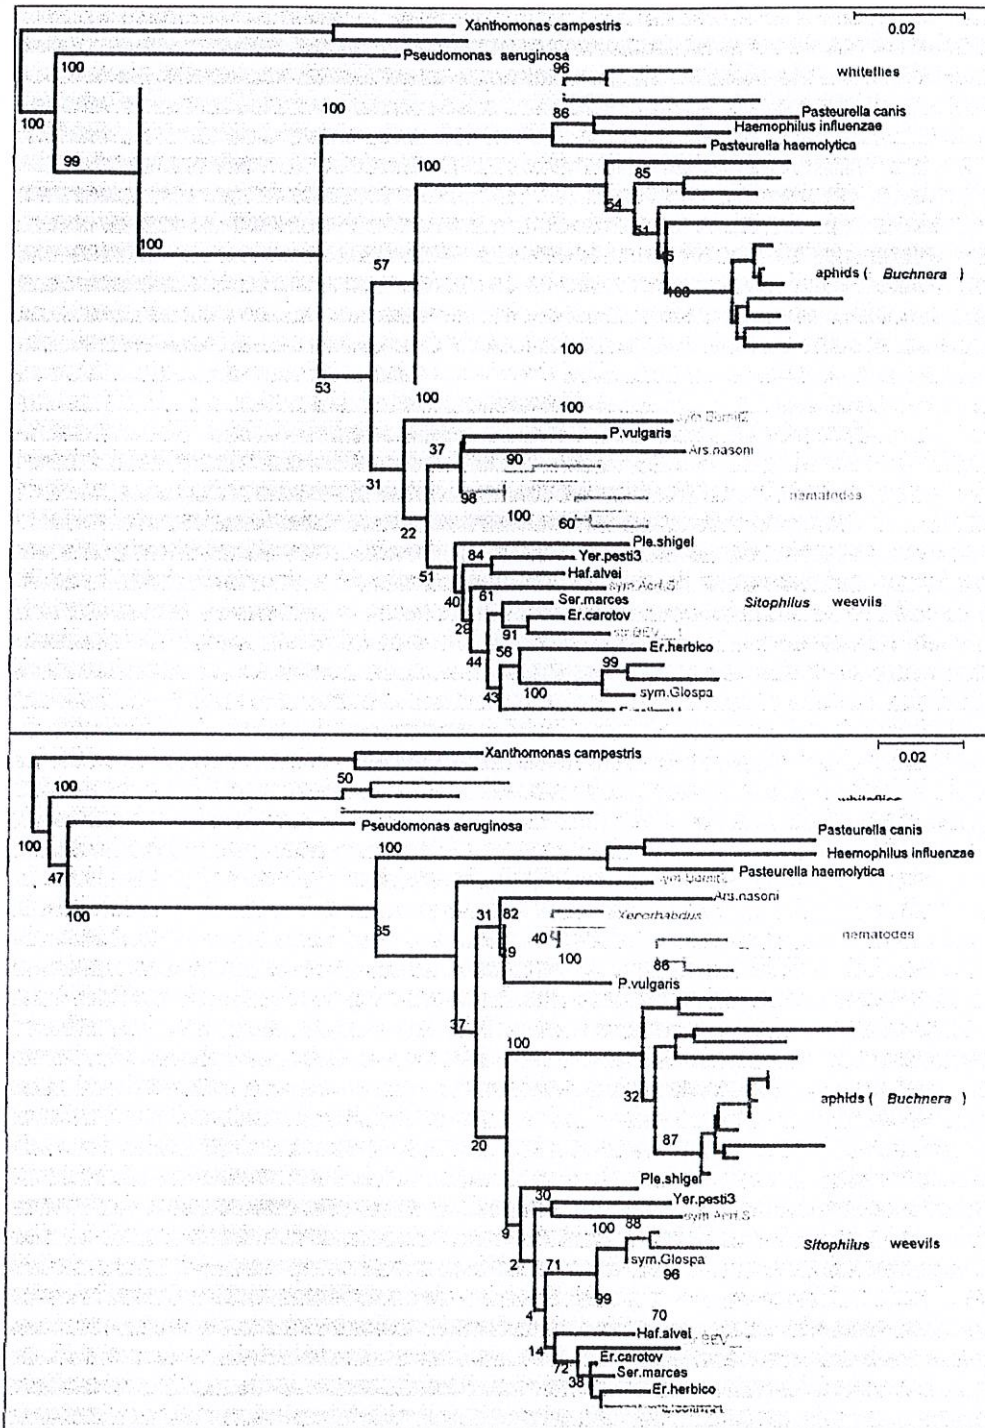 Xanthomonas campestris
0.02
Pseudomonas aeruginosa
100
96
whiteflies
100
86
Pasteurella canis
100
Haemophilus influenzae
Pasteurella haemolytica
99
100
85
54
51
100
57
aphids ( Buchnera )
100
100
53
100
100
P.vulgaris
37
Ars.nasoni
90
31
98
nematodes
100
60
22
Ple.shigel
84
Yer.pesti3
51
Haf.alvei
61
40
Ser.marces
Sitophilus weevils
29
Er.carotov
91
44
56
Er.herbico
99
43
100
sym.Glospa
Xanthomonas campestris
0.02
50
100
whiteflies
Pseudomonas aeruginosa
Pasteurella canis
100
100
Haemophilus influenzae
47
Pasteurella haemolytica
100
Ars.nasoni
31
82
Xenorhabdus
nematodes
40
100
86
P.vulgaris
37
100
aphids ( Buchnera )
32
87
20
Ple.shigel
30
Yer.pesti3
sym.Acri.S
9
100
88
Sitophilus weevils
2
71
sym.Glospa
96
99
70
4
Haf.alvei
14
Er.carotov
72
Ser.marces
38
Er.herbico